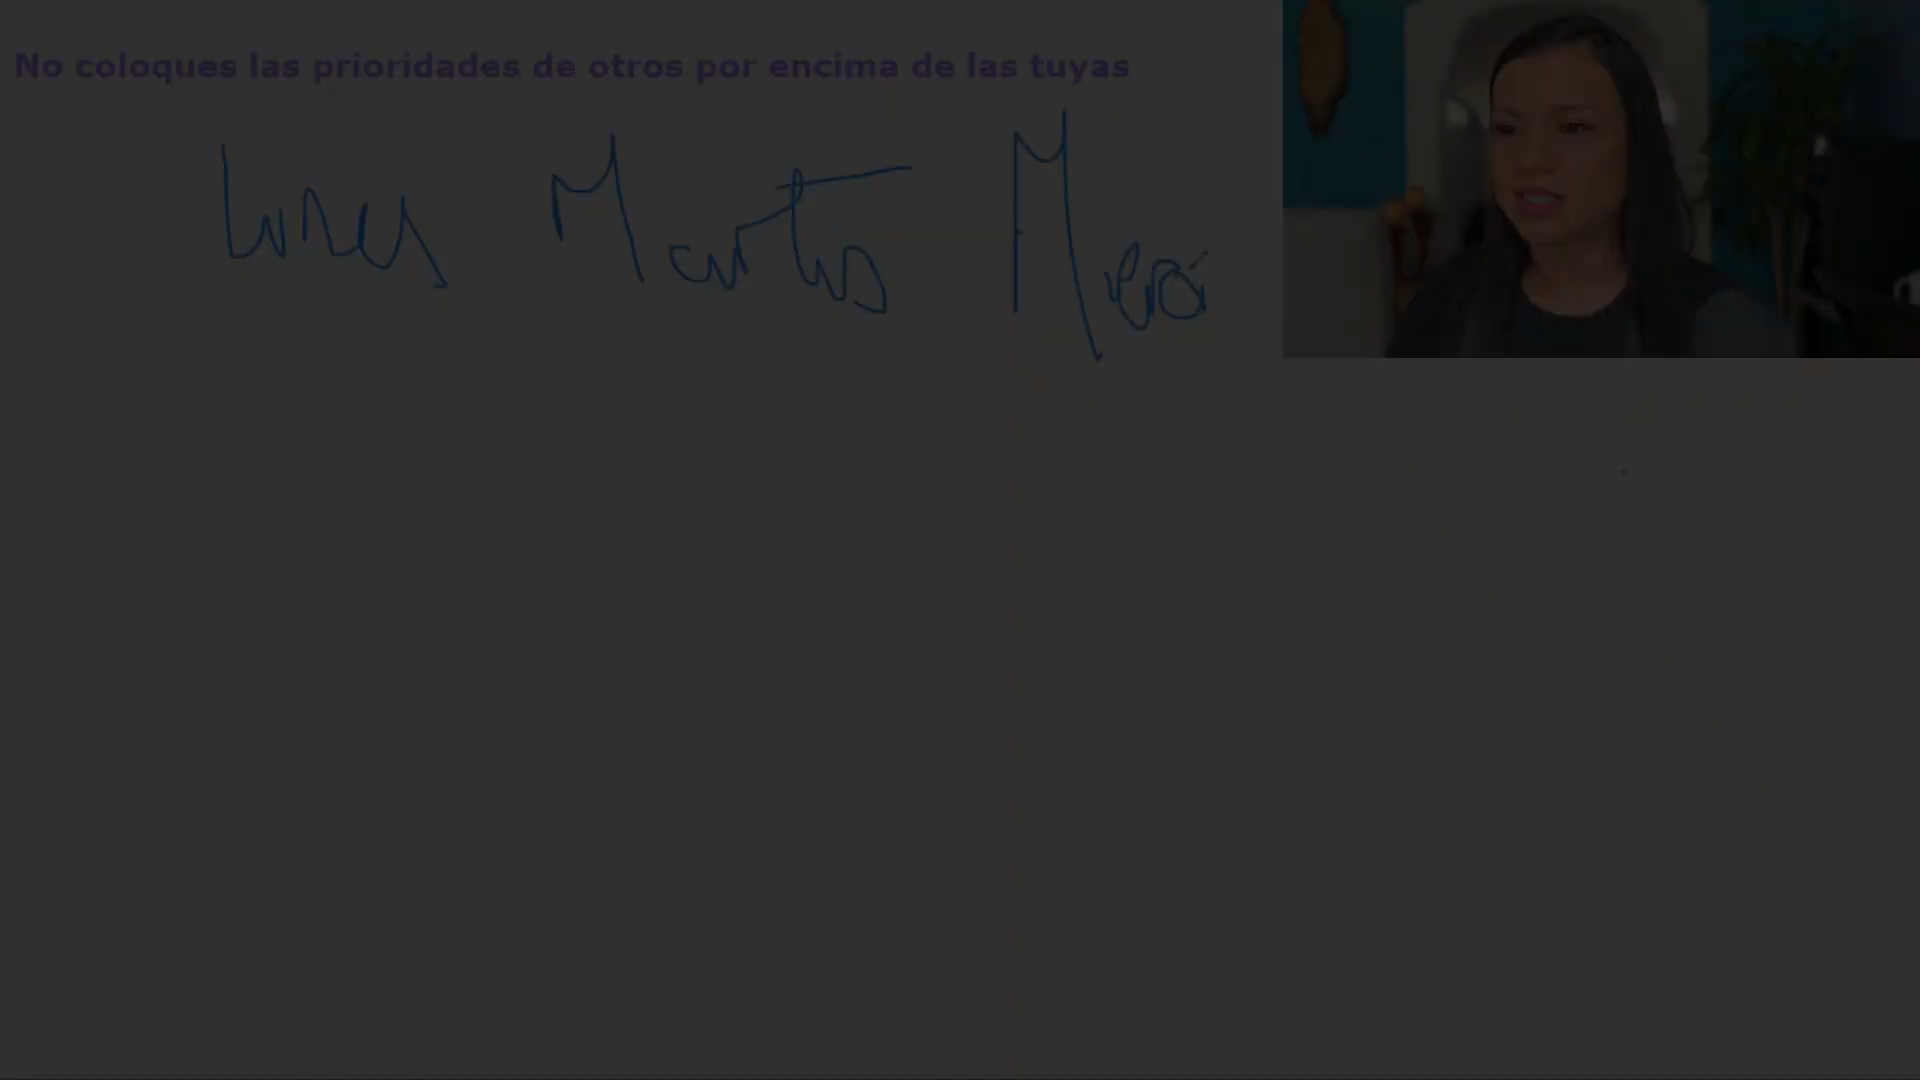 No coloques las prioridades de otros por encima de las tuyas
Lunes Martes